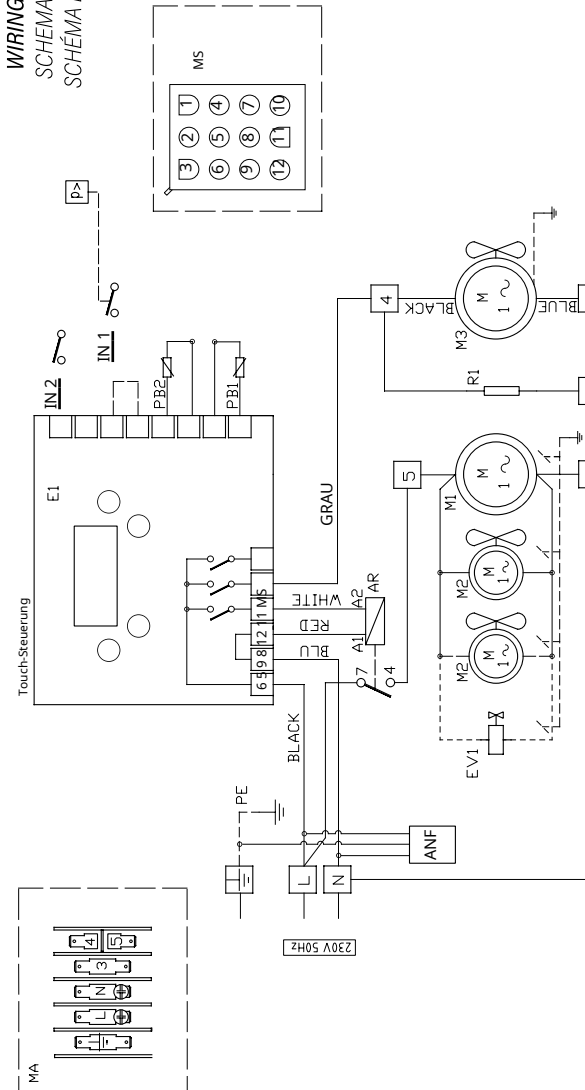 WIRING
SCHEMA
SCHÉMA
MS
1 2 3
4 5 6
7 8 9
10 11 12
p>
IN 2
IN 1
PB2
PB1
E1
Touch-Steuerung
6 5 9 8 12 11 MS
GRAU
WHITE
RED
BLU
BLACK
A1 A2
AR
7
4
4
BLACK
M3
M
1
BLUE
R1
5
M1
M
1
M2
M
1
M2
M
1
EV1
PE
L
N
ANF
230V 50Hz
MA
L
N
3
4
5